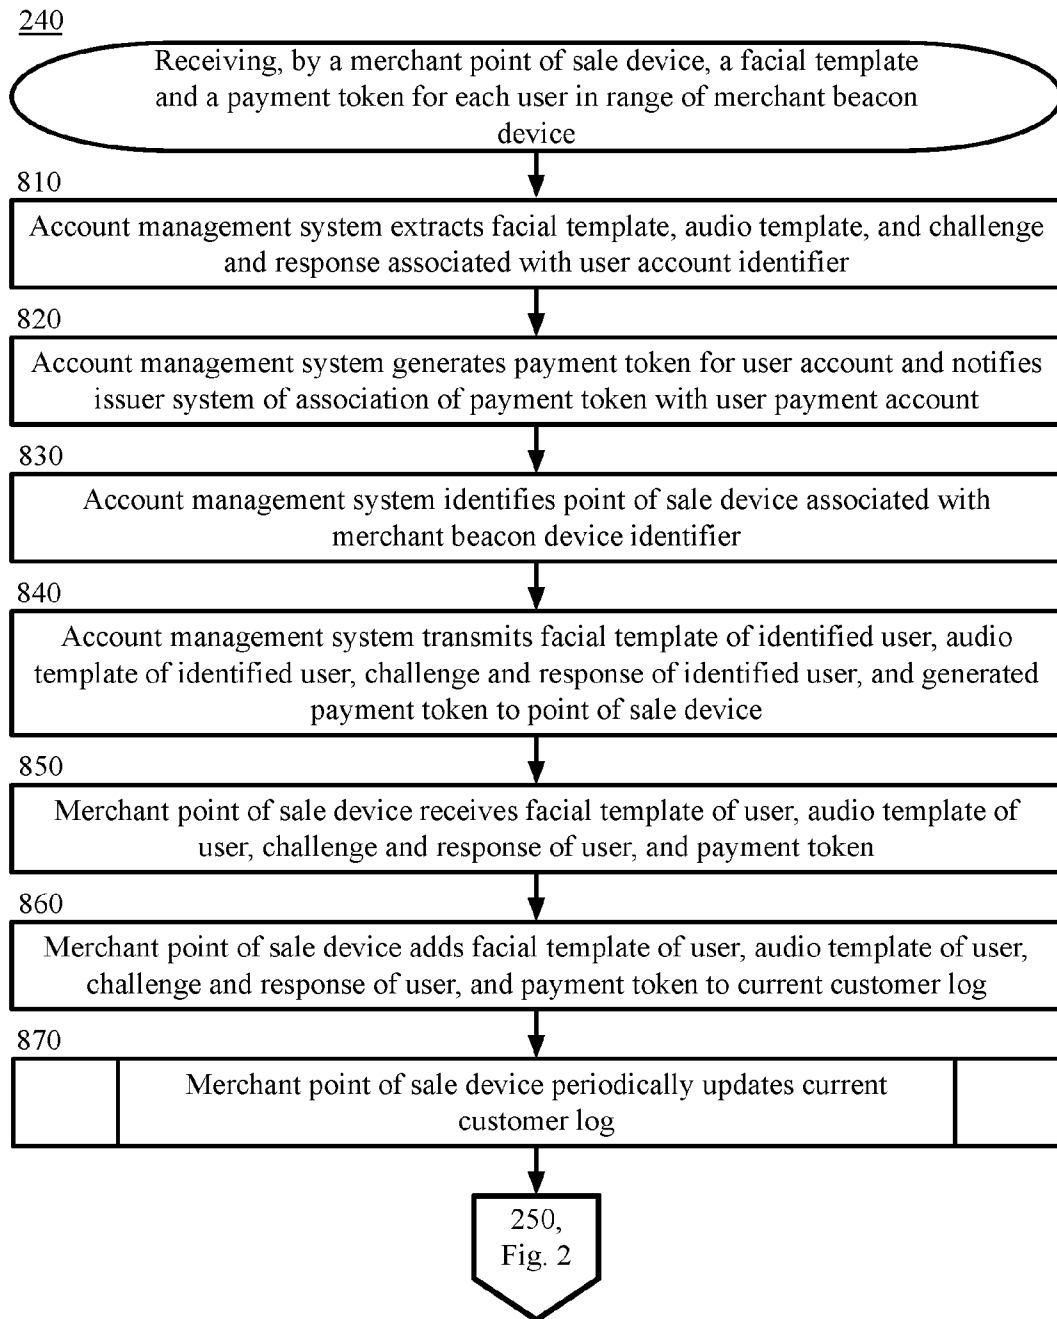 240
Receiving, by a merchant point of sale device, a facial template
and a payment token for each user in range of merchant beacon
device
810
Account management system extracts facial template, audio template, and challenge
and response associated with user account identifier
820
Account management system generates payment token for user account and notifies
issuer system of association of payment token with user payment account
830
Account management system identifies point of sale device associated with
merchant beacon device identifier
840
Account management system transmits facial template of identified user, audio
template of identified user, challenge and response of identified user, and generated
payment token to point of sale device
850
Merchant point of sale device receives facial template of user, audio template of
user, challenge and response of user, and payment token
860
Merchant point of sale device adds facial template of user, audio template of user,
challenge and response of user, and payment token to current customer log
870
Merchant point of sale device periodically updates current
customer log
250,
Fig. 2